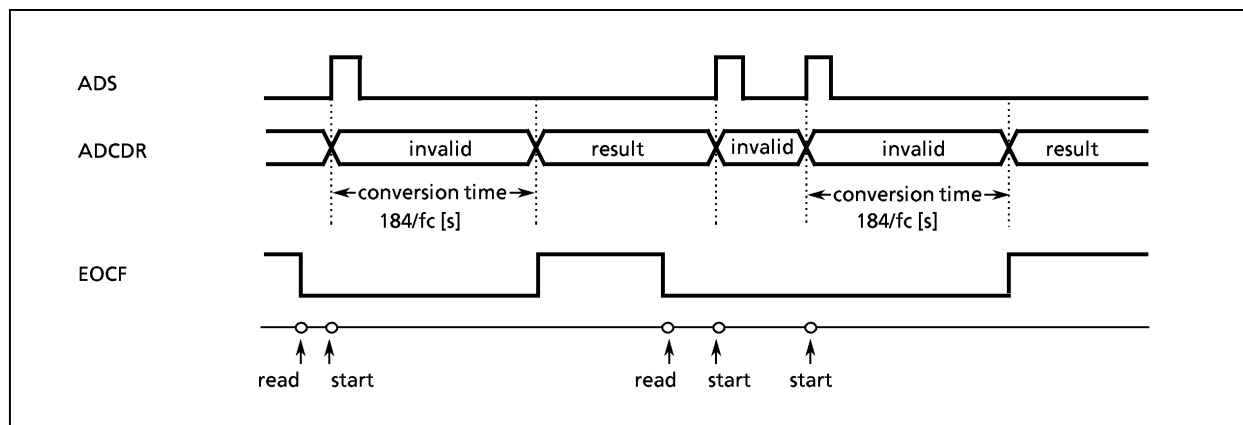 ADS
ADCDR invalid result invalid invalid result
conversion time conversion time
184/fc [s] 184/fc [s]
EOCF
read start read start start